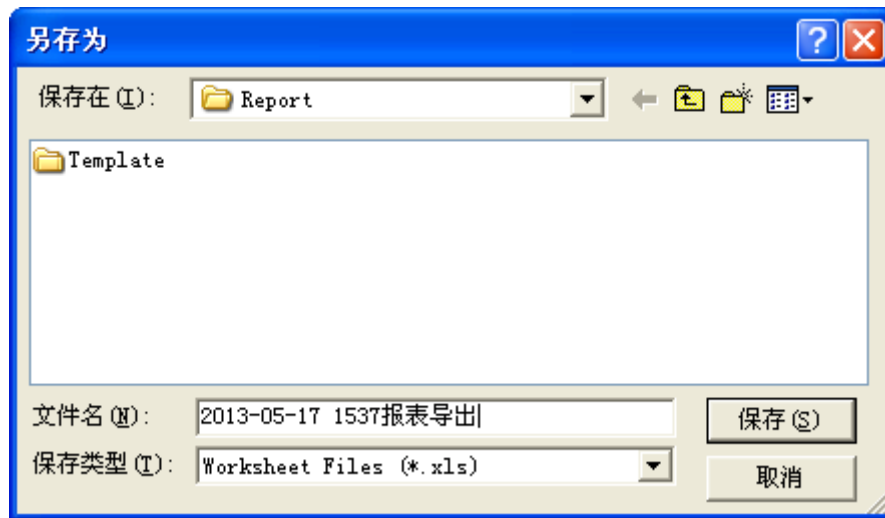 另存为
保存在(I): Report
Template
文件名(N): 2013-05-17 1537报表导出 保存(S)
保存类型(T): Worksheet Files (*.xls) 取消